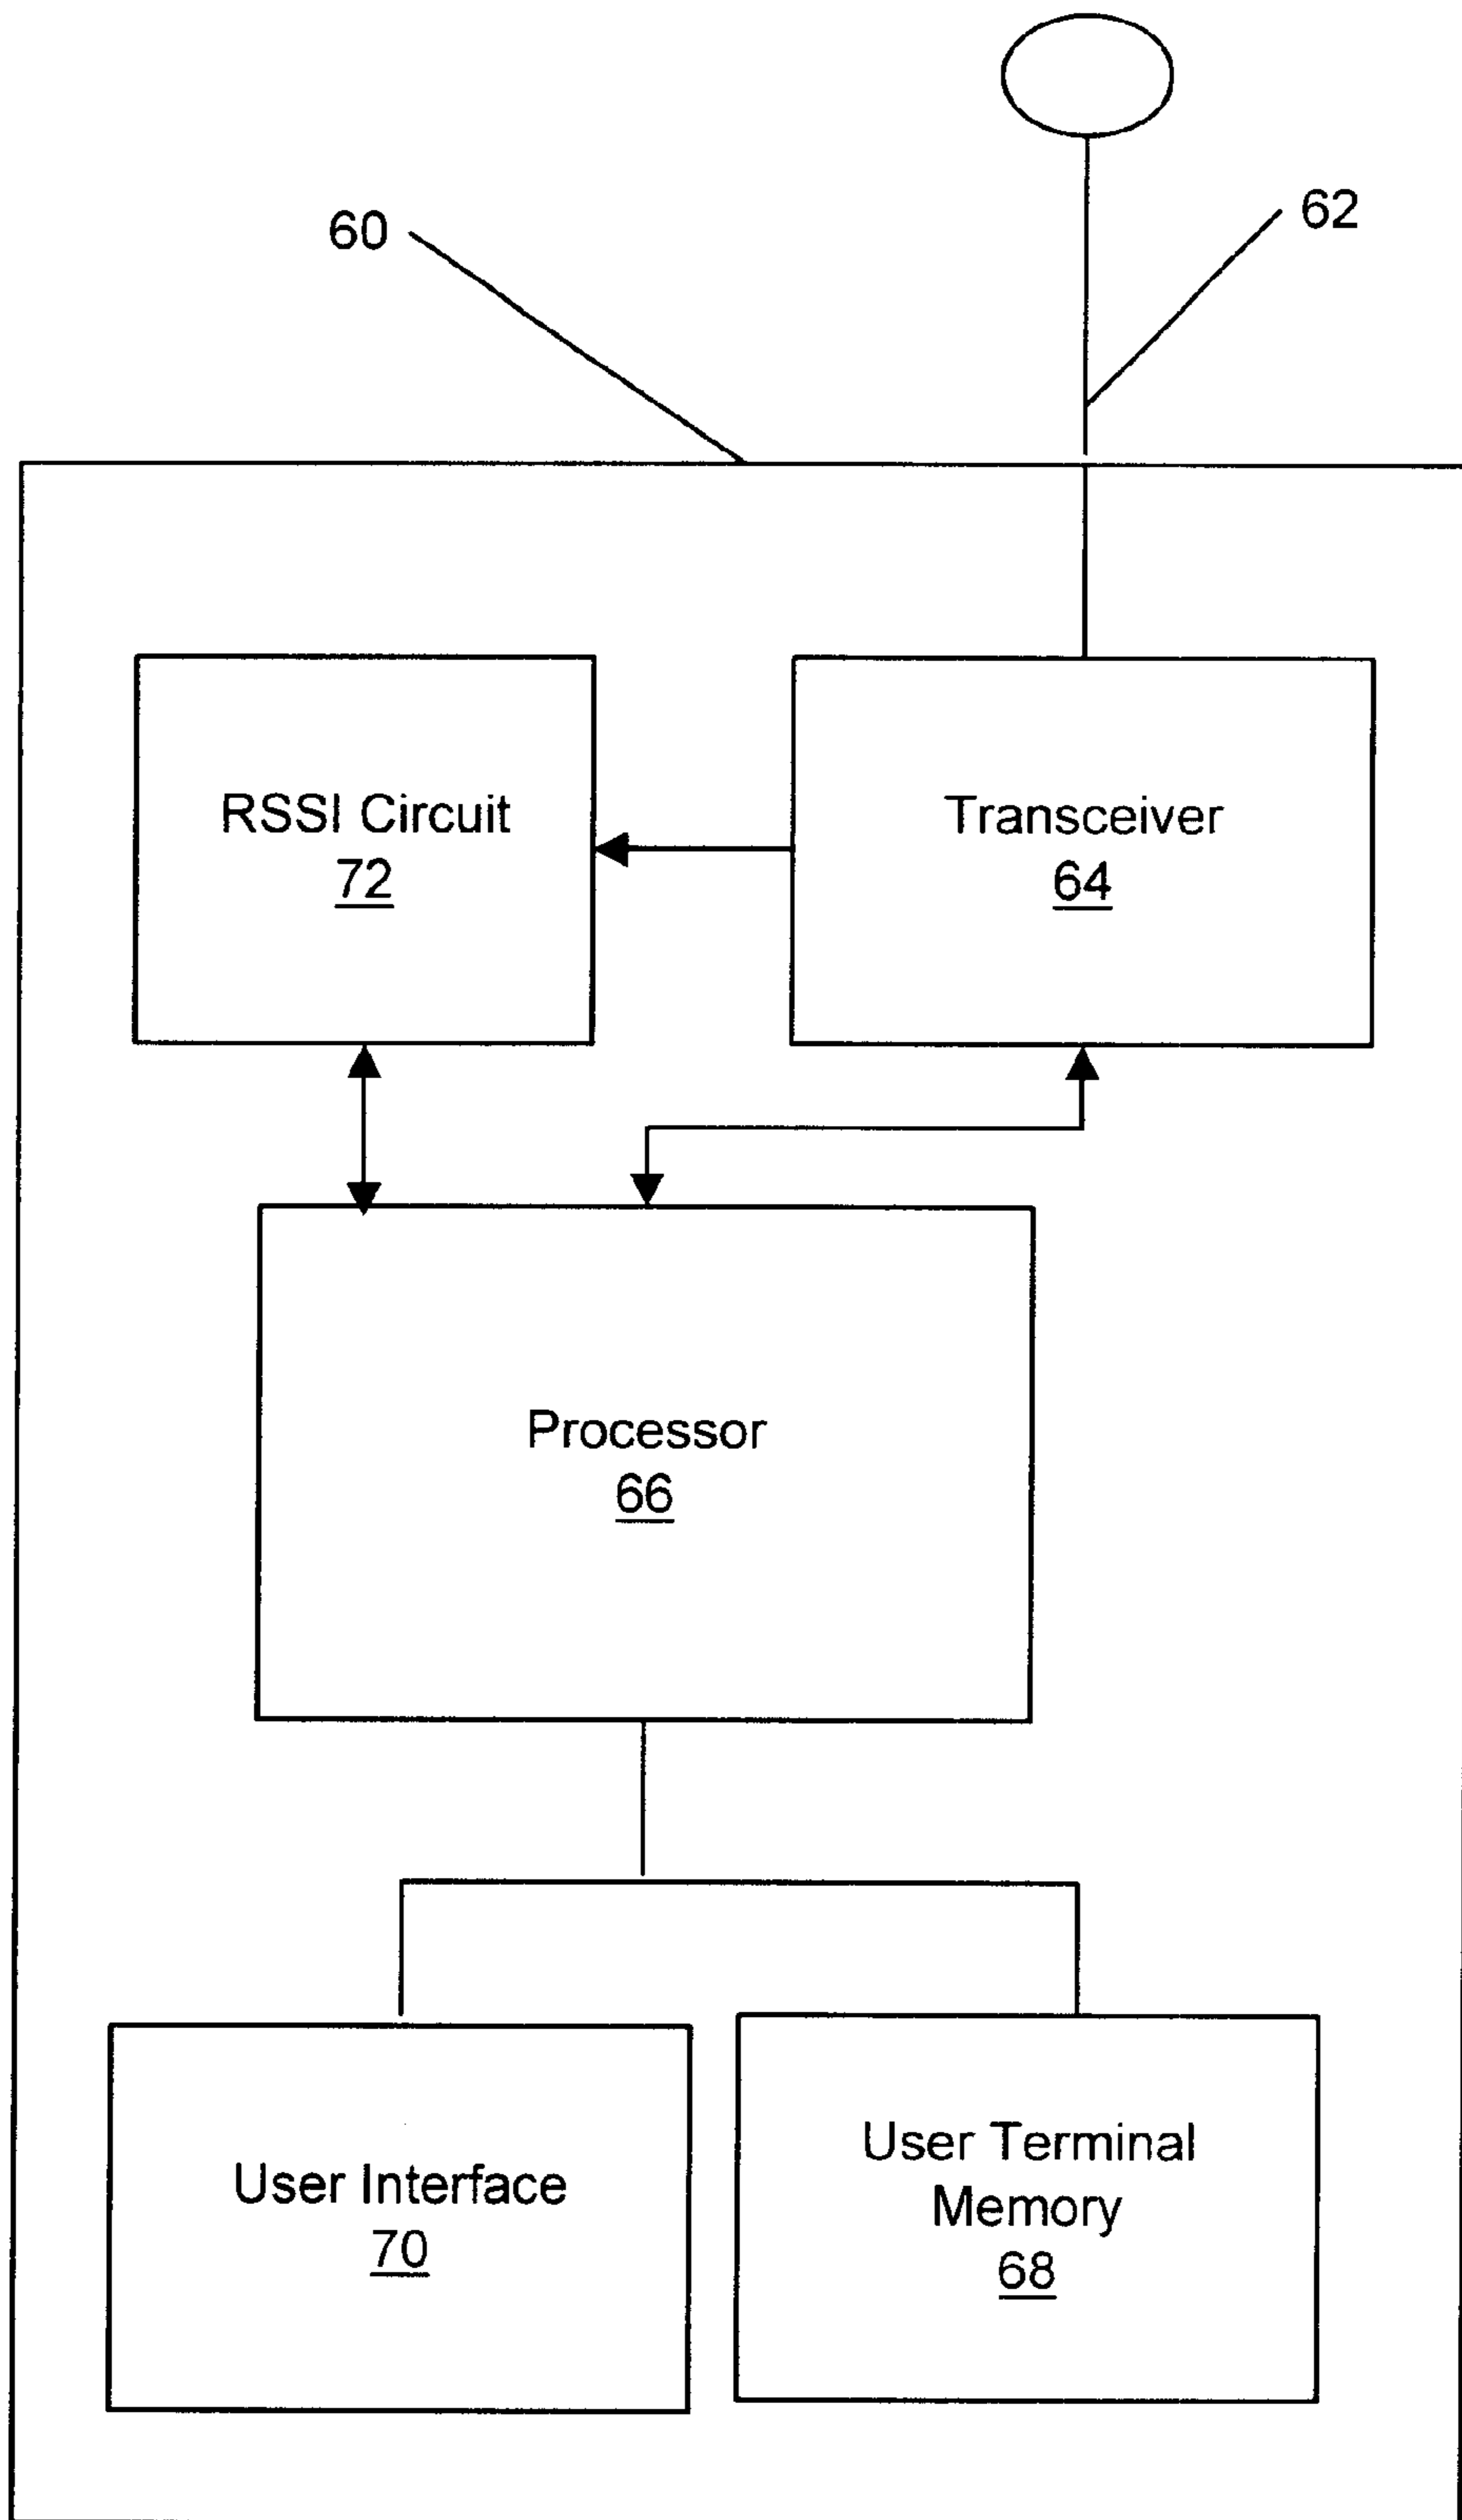 60
62
RSSI Circuit
72
Transceiver
64
Processor
66
User Interface
70
User Terminal
Memory
68